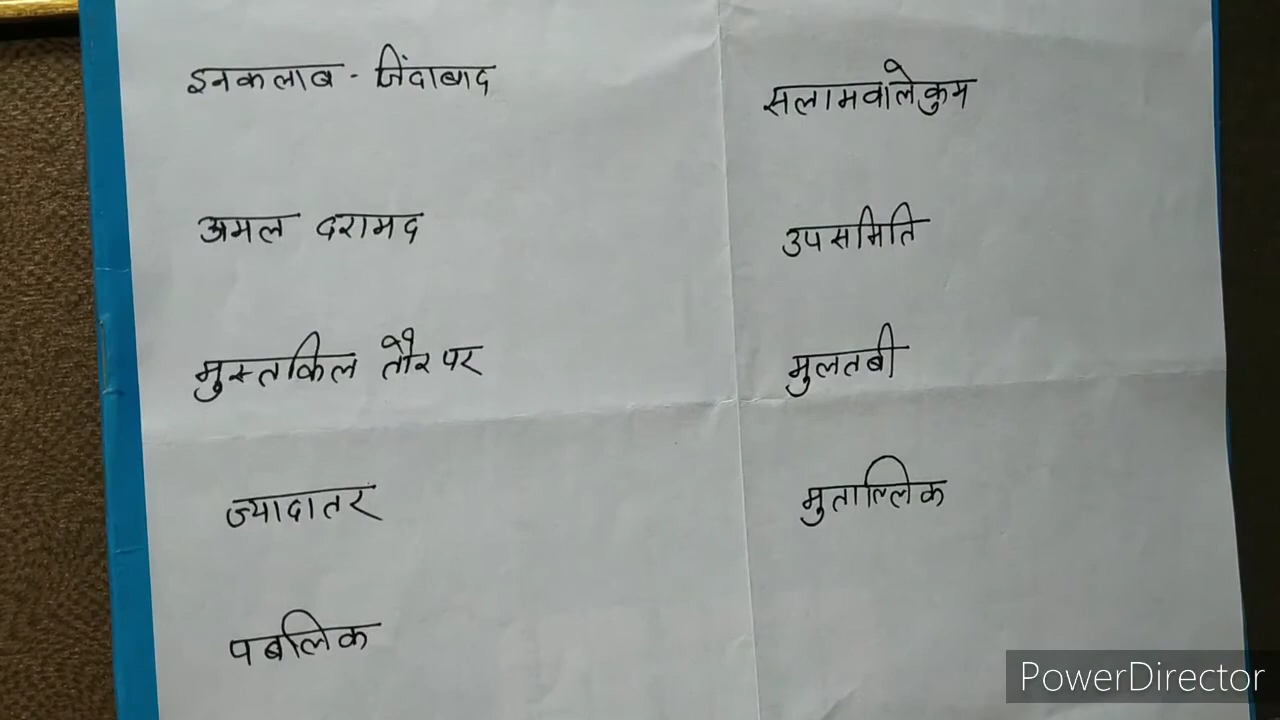 इनकलाब - जिंदाबाद
अमल दरामद
मुस्तकिल तौर पर
ज्यादातर
पबलिक
सलामवालेकुम
उपसमिति
मुलतबी
मुताल्लिक
PowerDirector